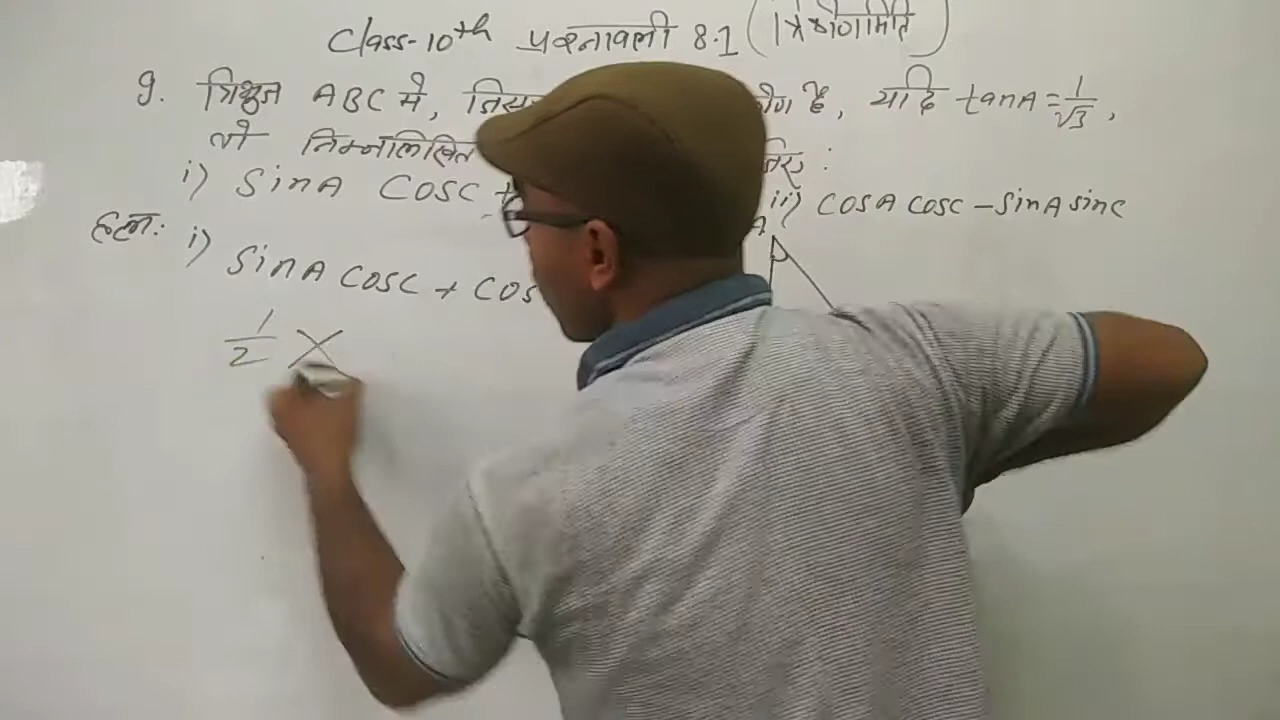 Class-10th प्रश्नावली 8.1 (त्रिकोणमिति)
9. त्रिभुज ABC में, है, यदि tanA = 1/√3,
तो निम्नलिखित :
i) SinA COSC + ii) COSA COSC - SinA SinC
हल: i) SinA COSC + COS
A
1/2 X